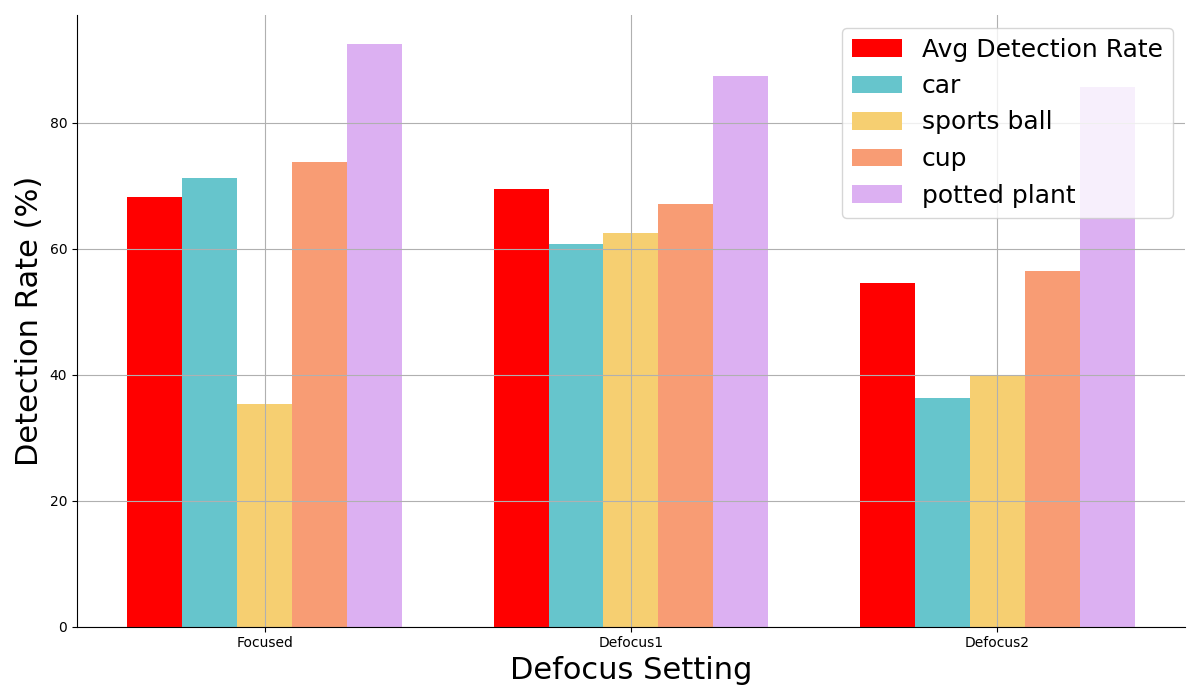 Avg Detection Rate
car
sports ball
cup
potted plant
Detection Rate (%)
80
60
40
20
0
Focused
Defocus1
Defocus2
Defocus Setting